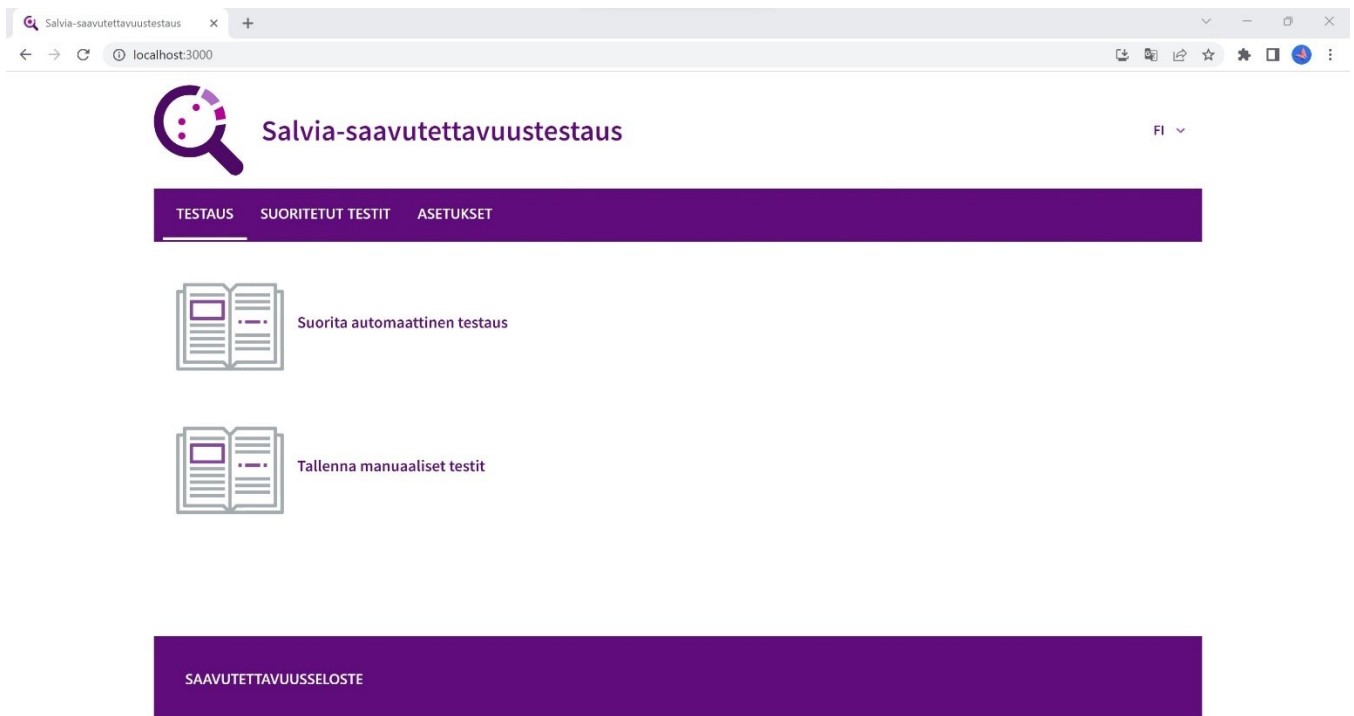 Salvia-saavutettavuustestaus
localhost:3000
Salvia-saavutettavuustestaus
FI
TESTAUS SUORITETUT TESTIT ASETUKSET
Suorita automaattinen testaus
Tallenna manuaaliset testit
SAAVUTETTAVUUSSELOSTE